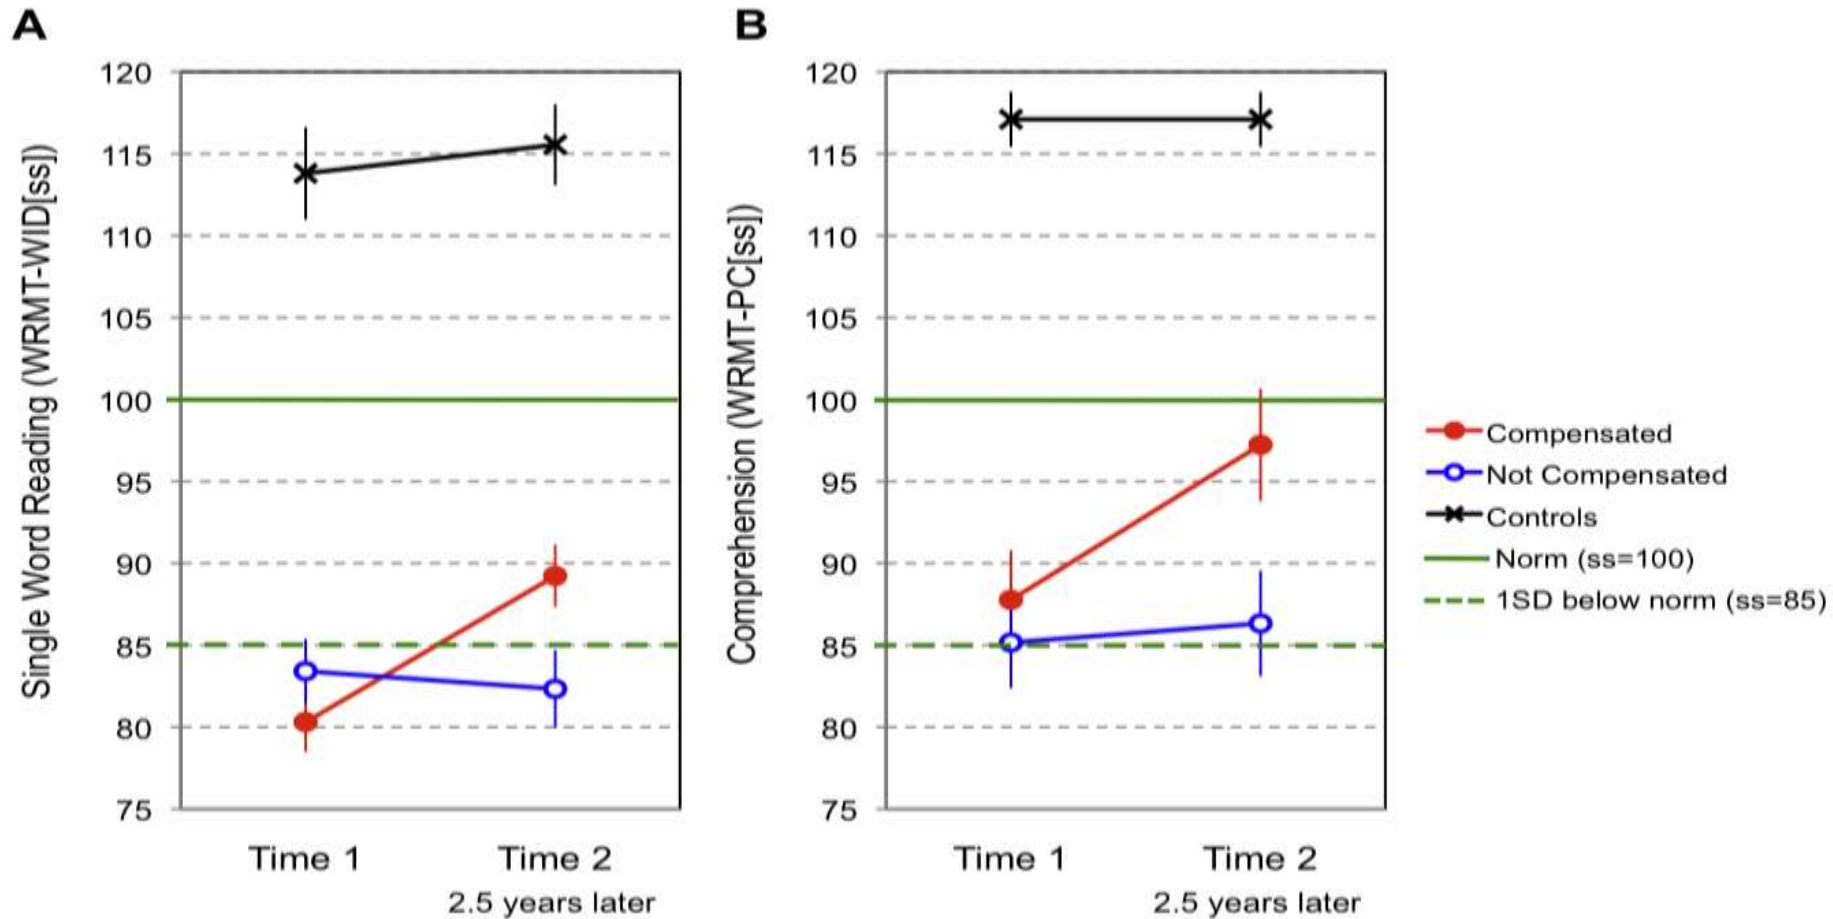 A
Single Word Reading (WRMT-WID[ss])
120
115
110
105
100
95
90
85
80
75
Time 1
Time 2
2.5 years later
B
Comprehension (WRMT-PC[ss])
120
115
110
105
100
95
90
85
80
75
Time 1
Time 2
2.5 years later
Compensated
Not Compensated
Controls
Norm (ss=100)
1SD below norm (ss=85)